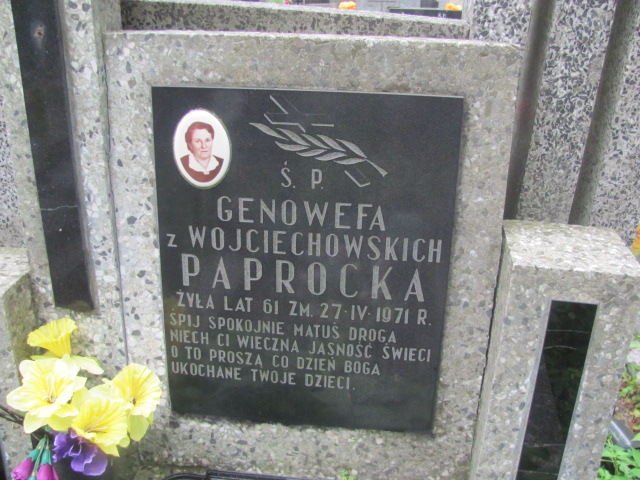 Ś. P.
GENOWEFA
z WOJCIECHOWSKICH
PAPROCKA
ŻYŁA LAT 61 ZM. 27·IV·1971 R.
ŚPIJ SPOKOJNIE MATUŚ DROGA
NIECH CI WIECZNA JASNOŚĆ ŚWIECI
O TO PROSZĄ CO DZIEŃ BOGA
UKOCHANE TWOJE DZIECI.